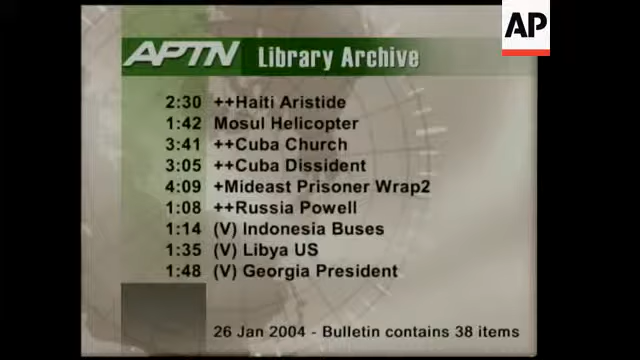 AP
APTN Library Archive
2:30 ++Haiti Aristide
1:42 Mosul Helicopter
3:41 ++Cuba Church
3:05 ++Cuba Dissident
4:09 +Mideast Prisoner Wrap2
1:08 ++Russia Powell
1:14 (V) Indonesia Buses
1:35 (V) Libya US
1:48 (V) Georgia President
26 Jan 2004 - Bulletin contains 38 items